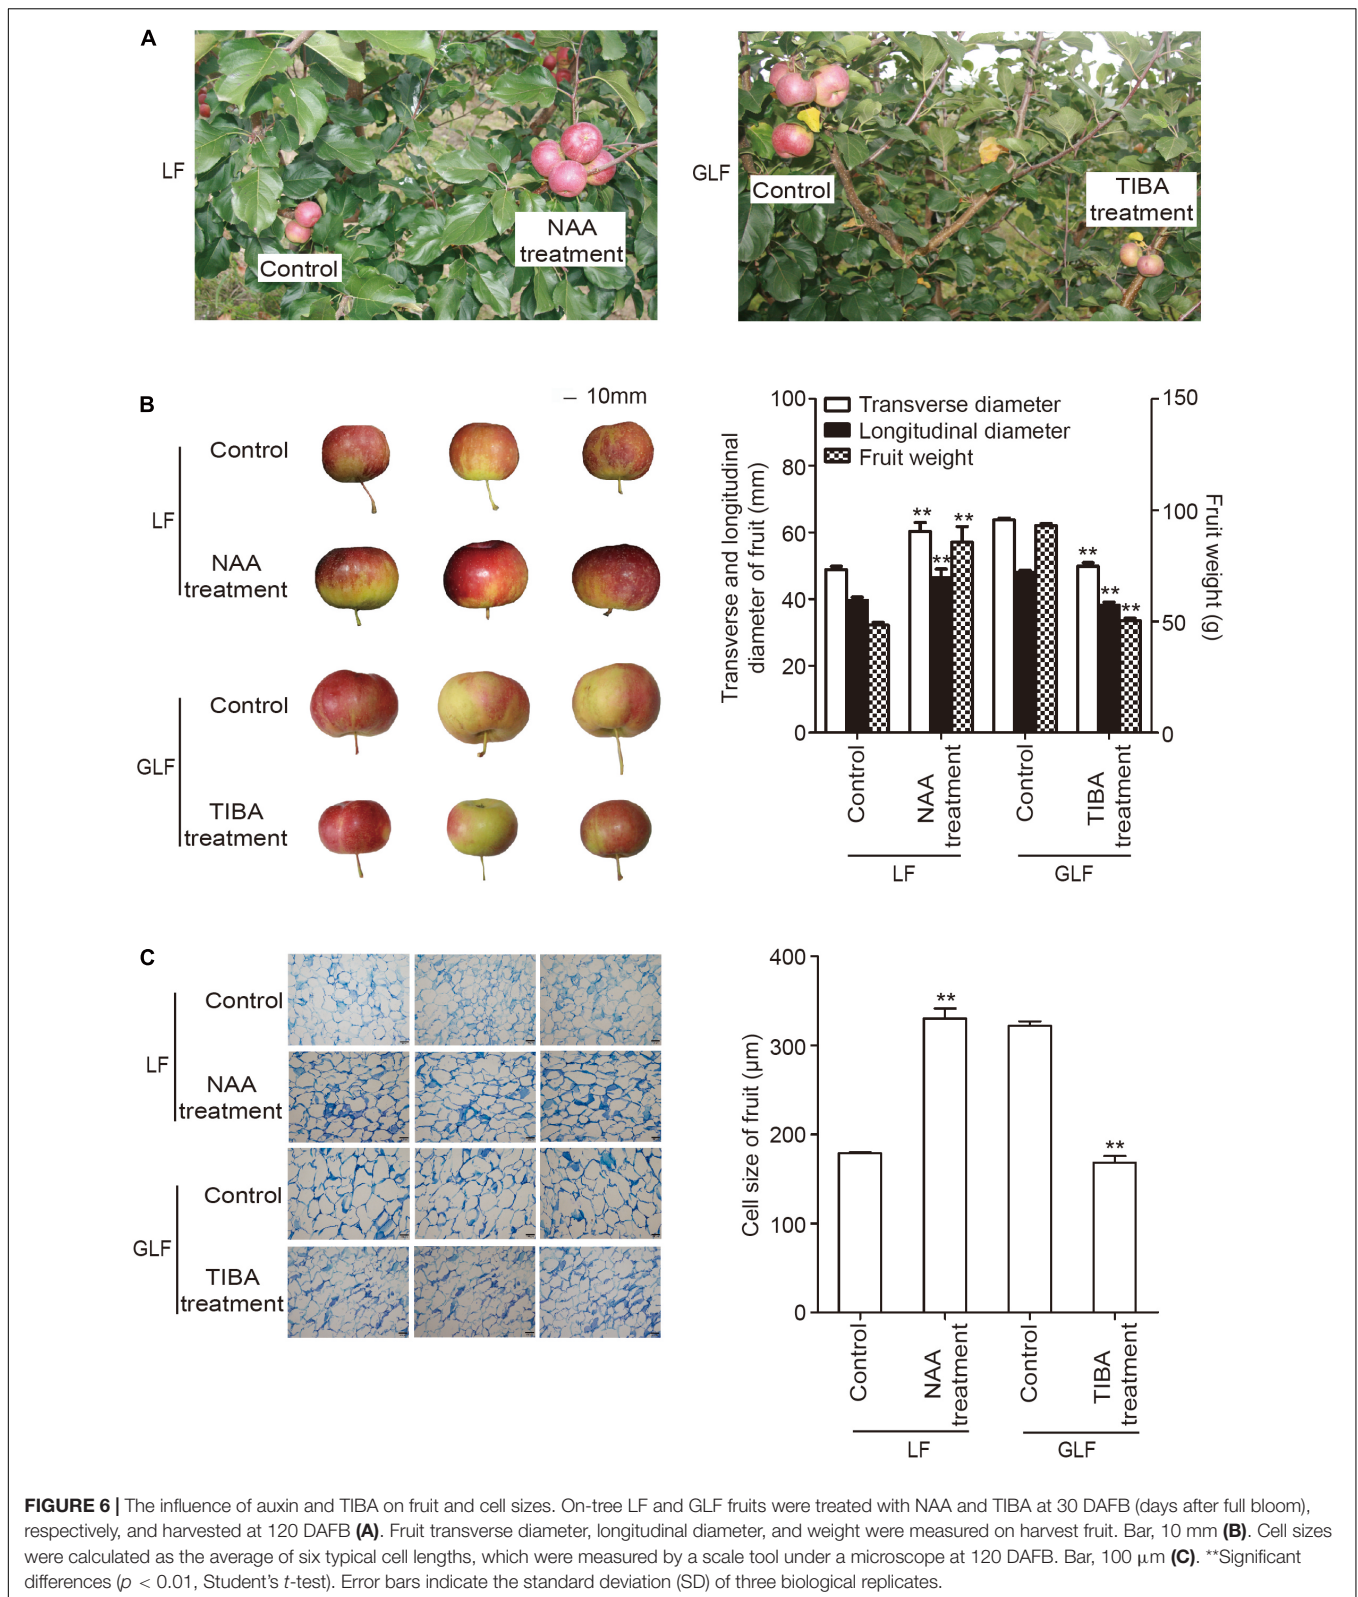 A
LF
Control
NAA
treatment
GLF
Control
TIBA
treatment
B
10mm
LF
Control
NAA
treatment
GLF
Control
TIBA
treatment
Transverse and longitudinal
diameter of fruit (mm)
100
80
60
40
20
0
Transverse diameter
Longitudinal diameter
Fruit weight
** ** **
** ** **
150
100
50
0
Fruit weight (g)
Control
NAA
treatment
Control
TIBA
treatment
LF
GLF
C
LF
Control
NAA
treatment
GLF
Control
TIBA
treatment
Cell size of fruit (μm)
400
300
200
100
0
**
**
Control
NAA
treatment
Control
TIBA
treatment
LF
GLF
FIGURE 6 | The influence of auxin and TIBA on fruit and cell sizes. On-tree LF and GLF fruits were treated with NAA and TIBA at 30 DAFB (days after full bloom),
respectively, and harvested at 120 DAFB (A). Fruit transverse diameter, longitudinal diameter, and weight were measured on harvest fruit. Bar, 10 mm (B). Cell sizes
were calculated as the average of six typical cell lengths, which were measured by a scale tool under a microscope at 120 DAFB. Bar, 100 μm (C). **Significant
differences (p < 0.01, Student's t-test). Error bars indicate the standard deviation (SD) of three biological replicates.